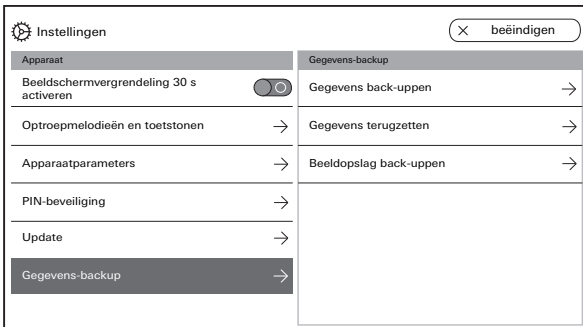 Instellingen
beëindigen
Apparaat
Beeldschermvergrendeling 30 s
activeren
Optroepmelodieën en toetstonen
Apparaatparameters
PIN-beveiliging
Update
Gegevens-backup
Gegevens-backup
Gegevens back-uppen
Gegevens terugzetten
Beeldopslag back-uppen